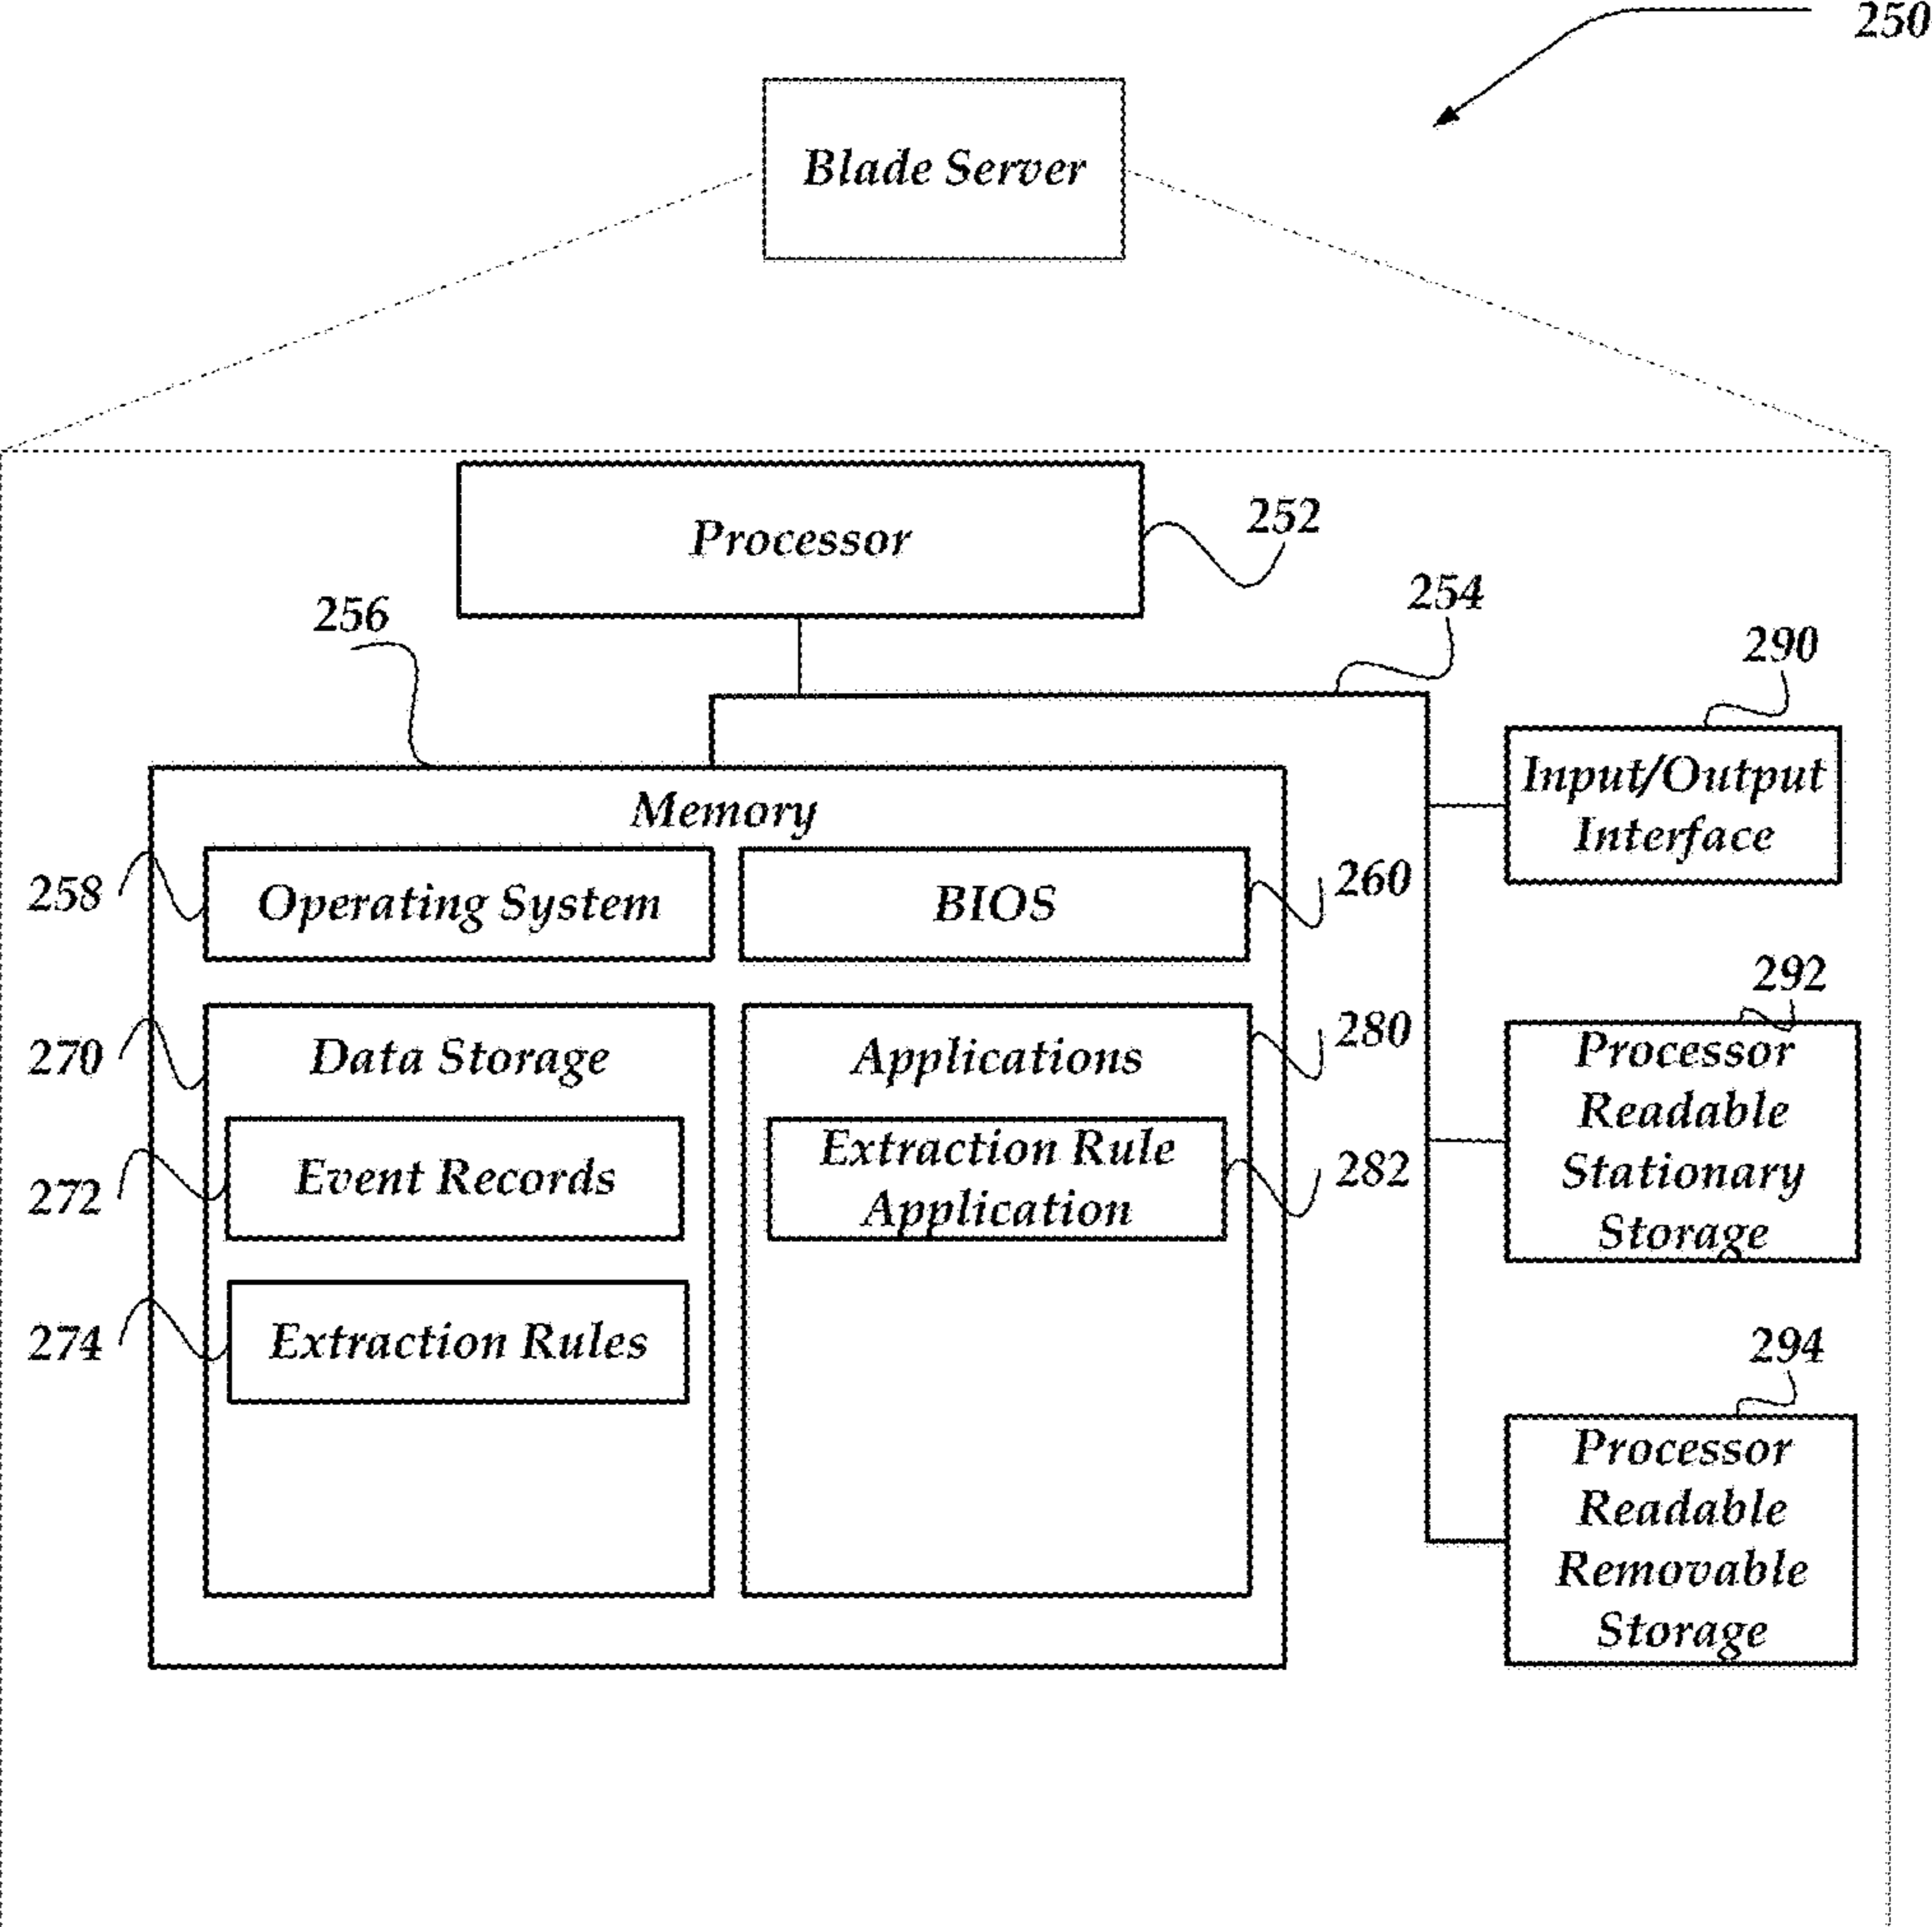 250
Blade Server
Processor
252
254
256
290
Input/Output
Interface
Memory
258
Operating System
BIOS
260
292
Processor
Readable
Stationary
Storage
270
Data Storage
Applications
280
272
Event Records
Extraction Rule
Application
282
274
Extraction Rules
294
Processor
Readable
Removable
Storage